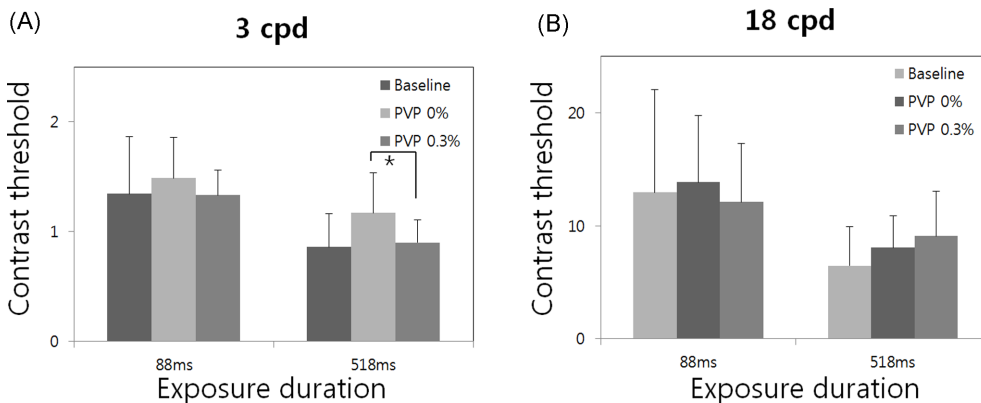 (A)
3 cpd
Contrast threshold
2
1
0
Baseline
PVP 0%
PVP 0.3%
*
88ms
518ms
Exposure duration
(B)
18 cpd
Contrast threshold
20
10
0
Baseline
PVP 0%
PVP 0.3%
88ms
518ms
Exposure duration